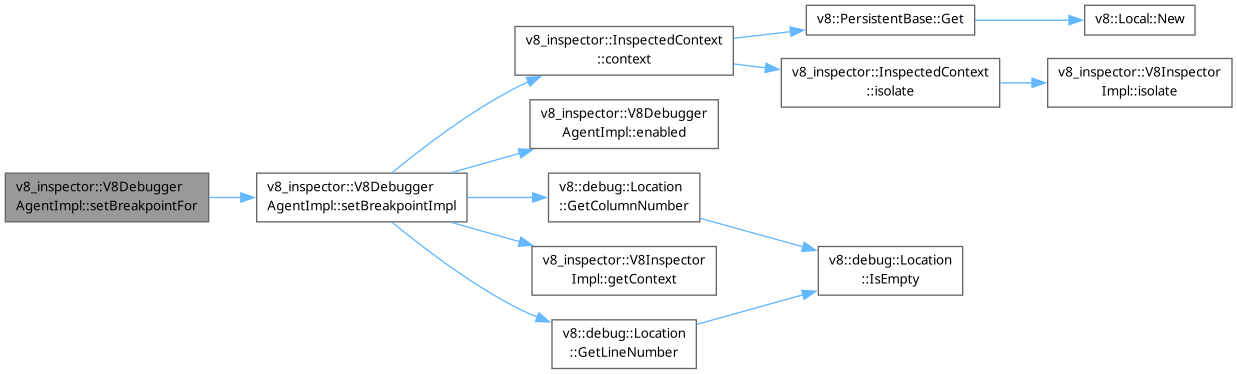 v8_inspector::V8Debugger
AgentImpl::setBreakpointFor
v8_inspector::V8Debugger
AgentImpl::setBreakpointImpl
v8_inspector::InspectedContext
::context
v8::PersistentBase::Get
v8::Local::New
v8_inspector::InspectedContext
::isolate
v8_inspector::V8Inspector
Impl::isolate
v8_inspector::V8Debugger
AgentImpl::enabled
v8::debug::Location
::GetColumnNumber
v8::debug::Location
::IsEmpty
v8_inspector::V8Inspector
Impl::getContext
v8::debug::Location
::GetLineNumber